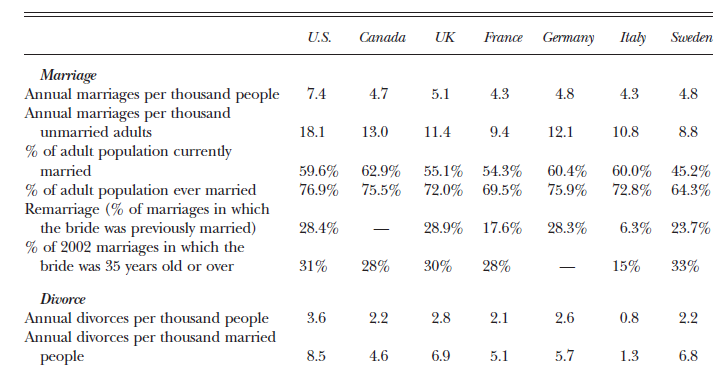 U.S. Canada UK France Germany Italy Sweden
Marriage
Annual marriages per thousand people 7.4 4.7 5.1 4.3 4.8 4.3 4.8
Annual marriages per thousand
unmarried adults 18.1 13.0 11.4 9.4 12.1 10.8 8.8
% of adult population currently
married 59.6% 62.9% 55.1% 54.3% 60.4% 60.0% 45.2%
% of adult population ever married 76.9% 75.5% 72.0% 69.5% 75.9% 72.8% 64.3%
Remarriage (% of marriages in which
the bride was previously married) 28.4% — 28.9% 17.6% 28.3% 6.3% 23.7%
% of 2002 marriages in which the
bride was 35 years old or over 31% 28% 30% 28% — 15% 33%
Divorce
Annual divorces per thousand people 3.6 2.2 2.8 2.1 2.6 0.8 2.2
Annual divorces per thousand married
people 8.5 4.6 6.9 5.1 5.7 1.3 6.8